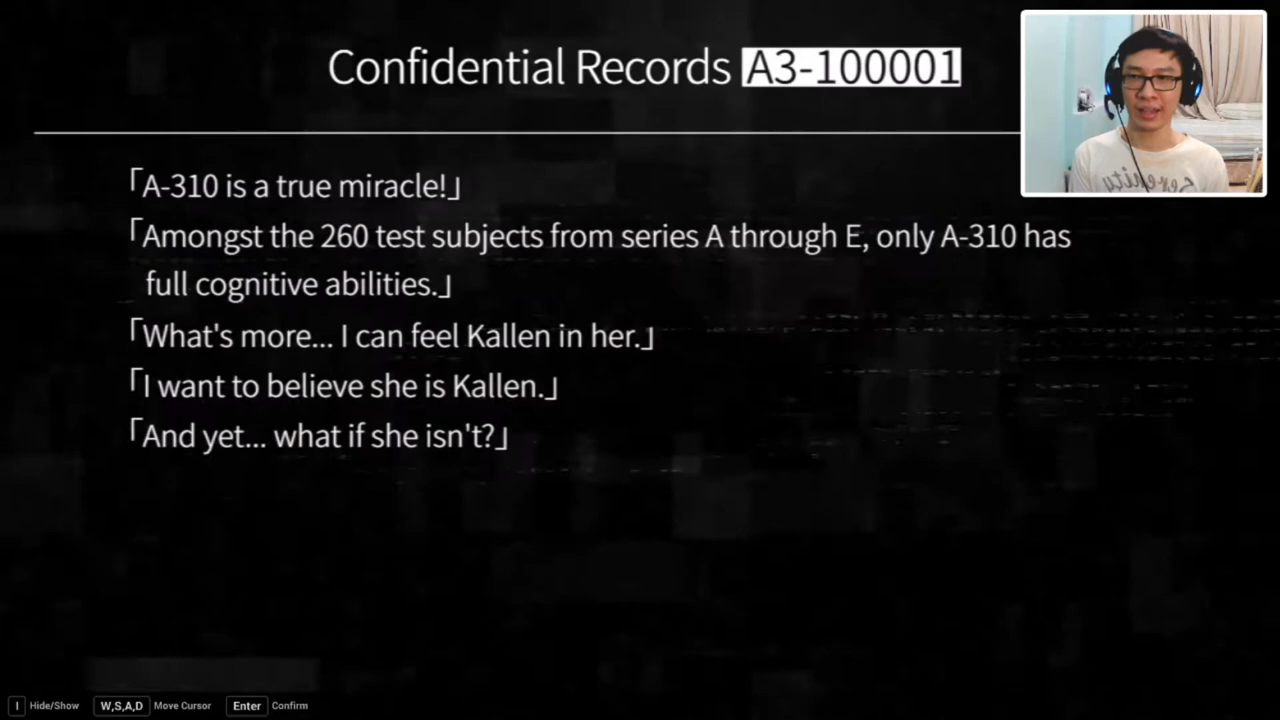 Confidential Records A3-100001
「A-310 is a true miracle!」
「Amongst the 260 test subjects from series A through E, only A-310 has
full cognitive abilities.」
「What's more... I can feel Kallen in her.」
「I want to believe she is Kallen.」
「And yet... what if she isn't?」
Serenity
I Hide/Show W,S,A,D Move Cursor Enter Confirm